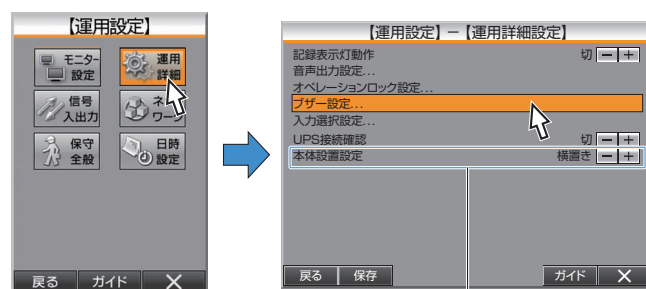 【運用設定】
モニター
設定
運用
詳細
信号
入出力
ネ
ワーク
保守
全般
日時
設定
戻る ガイド ×
【運用設定】－【運用詳細設定】
記録表示灯動作 切 － ＋
音声出力設定...
オペレーションロック設定...
ブザー設定...
入力選択設定...
UPS接続確認 切 － ＋
本体設置設定 横置き － ＋
戻る 保存 ガイド ×